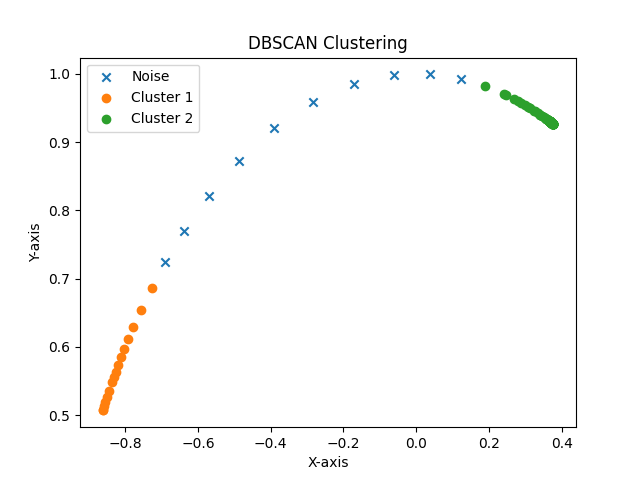 DBSCAN Clustering
Noise
Cluster 1
Cluster 2
1.0
0.9
0.8
0.7
0.6
0.5
Y-axis
−0.8 −0.6 −0.4 −0.2 0.0 0.2 0.4
X-axis